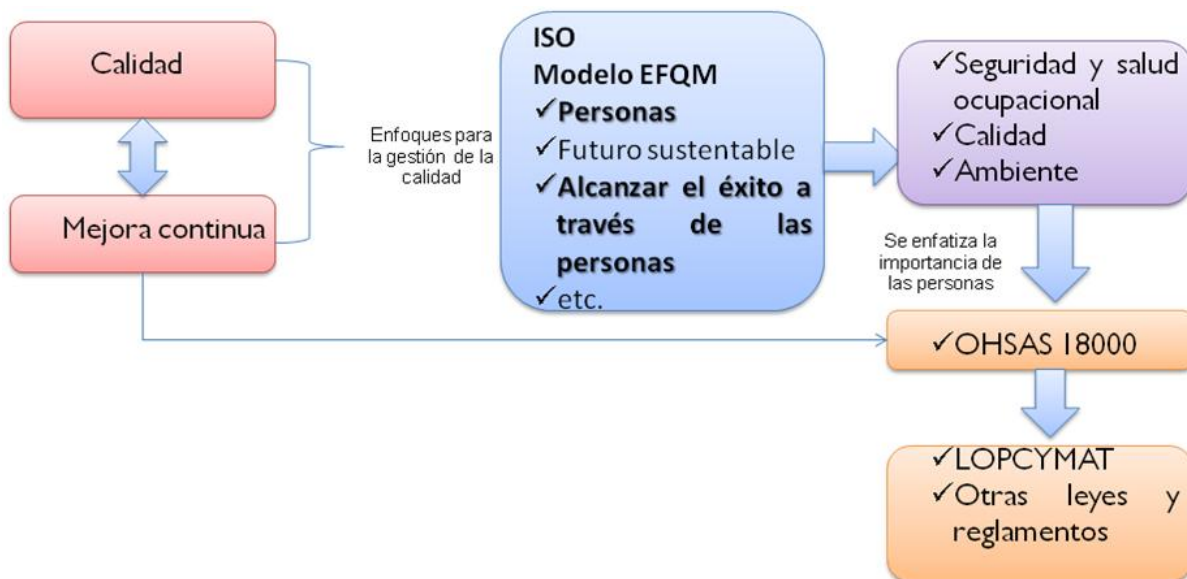 Calidad
Mejora continua
Enfoques para
la gestión de la
calidad
ISO
Modelo EFQM
✓Personas
✓Futuro sustentable
✓Alcanzar el éxito a
través de las
personas
✓etc.
✓Seguridad y salud
ocupacional
✓Calidad
✓Ambiente
Se enfatiza la
importancia de
las personas
✓OHSAS 18000
✓LOPCYMAT
✓Otras leyes y
reglamentos